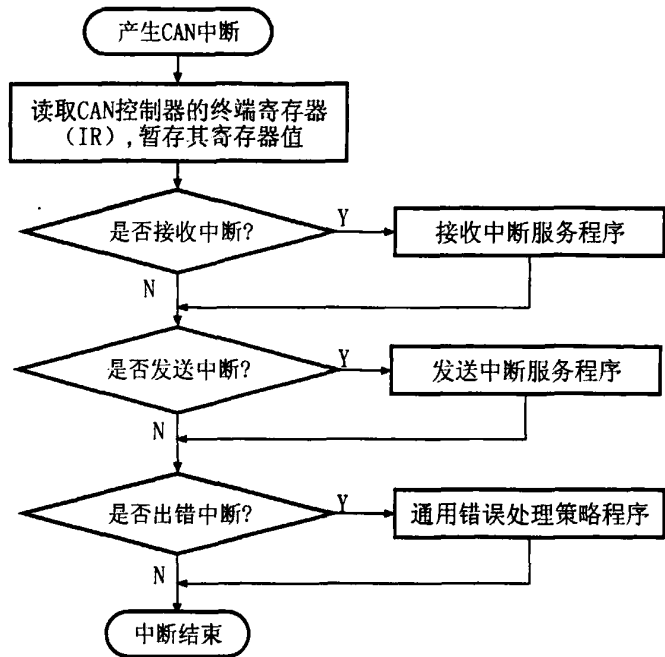 产生CAN中断
读取CAN控制器的终端寄存器
(IR),暂存其寄存器值
是否接收中断?
Y
接收中断服务程序
N
是否发送中断?
Y
发送中断服务程序
N
是否出错中断?
Y
通用错误处理策略程序
N
中断结束